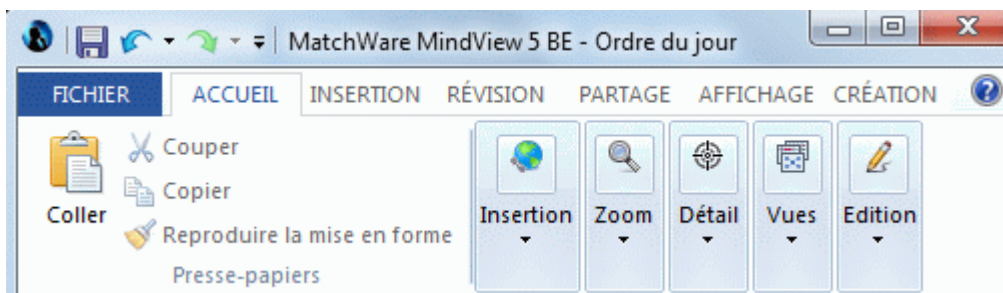 MatchWare MindView 5 BE - Ordre du jour
FICHIER ACCUEIL INSERTION RÉVISION PARTAGE AFFICHAGE CRÉATION
Couper
Copier
Coller
Reproduire la mise en forme
Presse-papiers
Insertion Zoom Détail Vues Edition